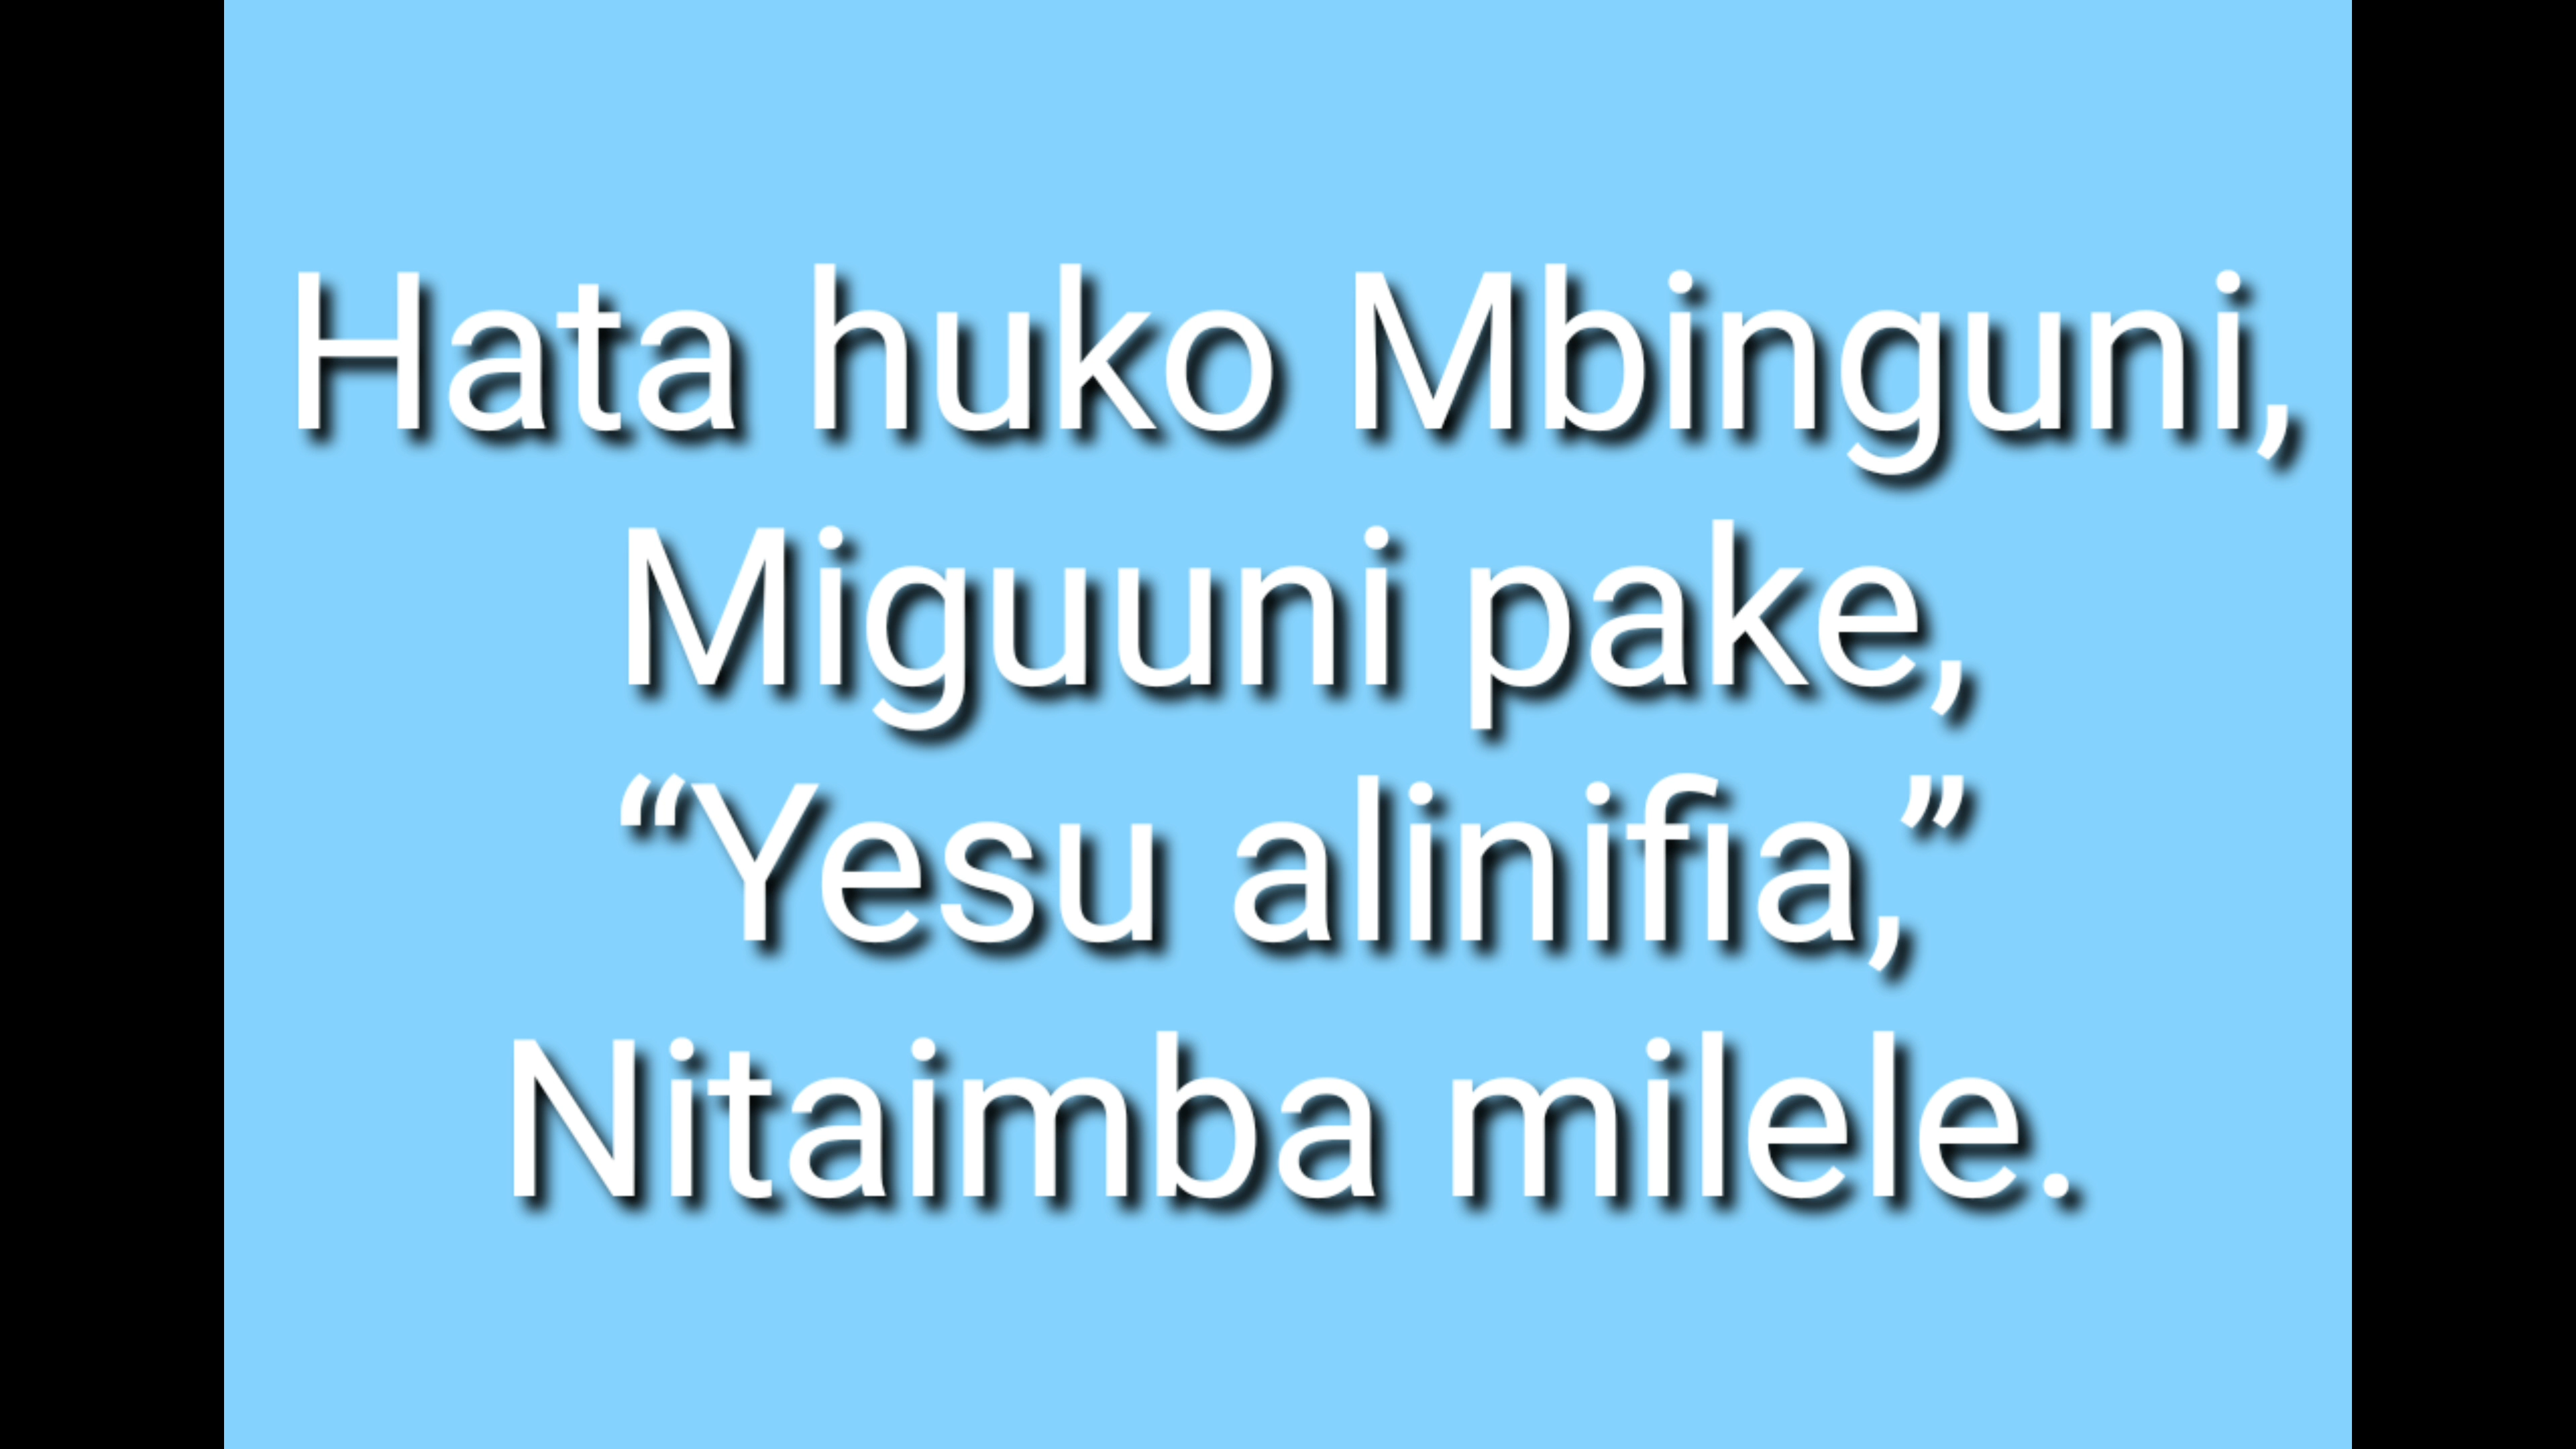 Hata huko Mbinguni,
Miguuni pake,
“Yesu alinifia,”
Nitaimba milele.